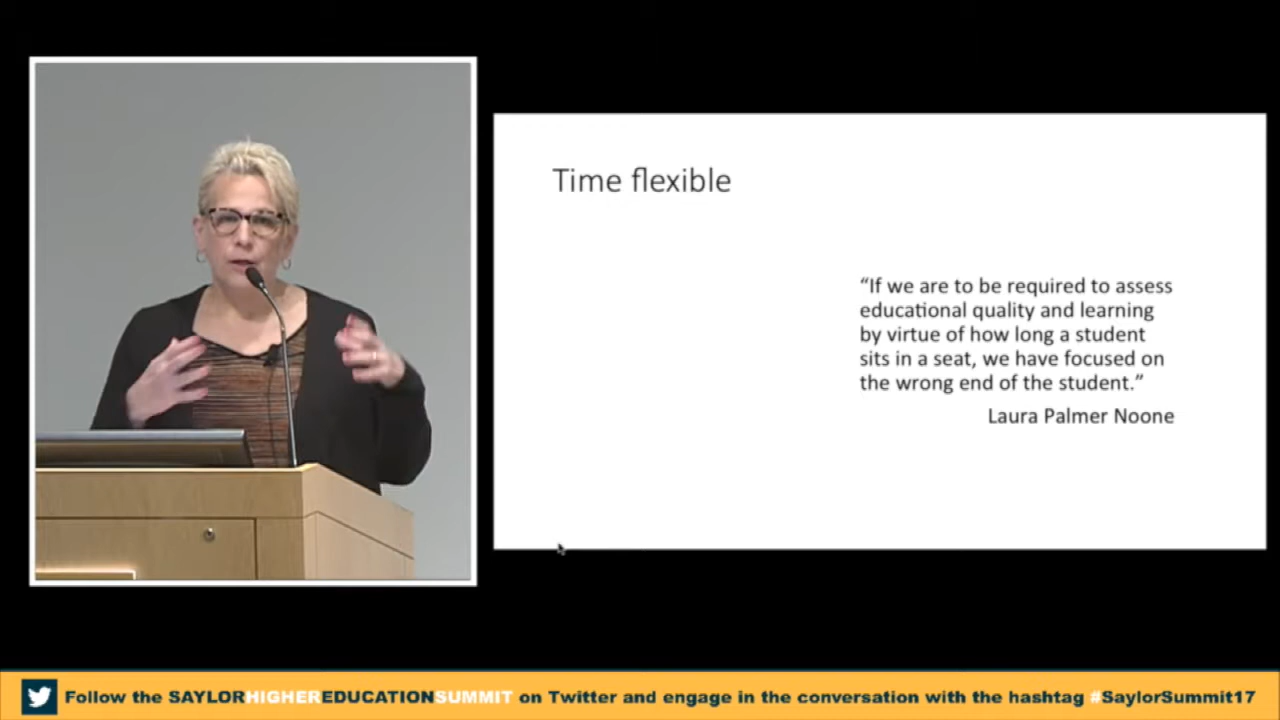 Time flexible
“If we are to be required to assess
educational quality and learning
by virtue of how long a student
sits in a seat, we have focused on
the wrong end of the student.”
Laura Palmer Noone
Follow the SAYLORHIGHEREDUCATIONSUMMIT on Twitter and engage in the conversation with the hashtag #SaylorSummit17